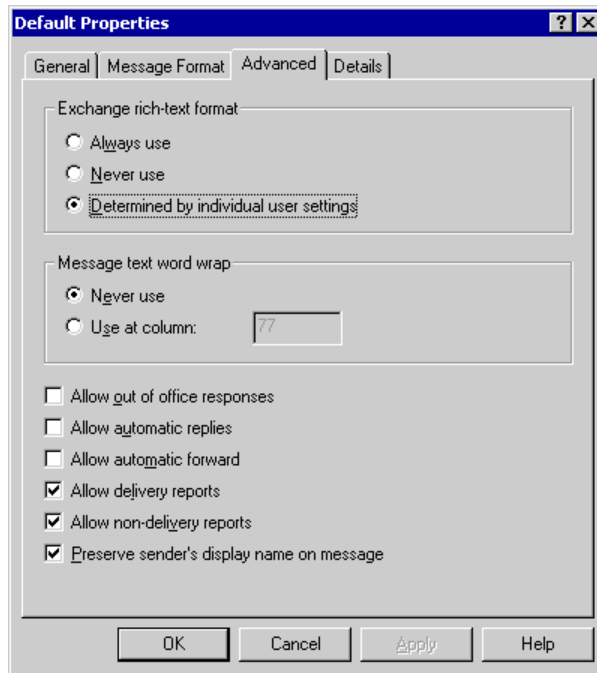 Default Properties
General Message Format Advanced Details
Exchange rich-text format
Always use
Never use
Determined by individual user settings
Message text word wrap
Never use
Use at column: 77
Allow out of office responses
Allow automatic replies
Allow automatic forward
Allow delivery reports
Allow non-delivery reports
Preserve sender's display name on message
OK Cancel Apply Help